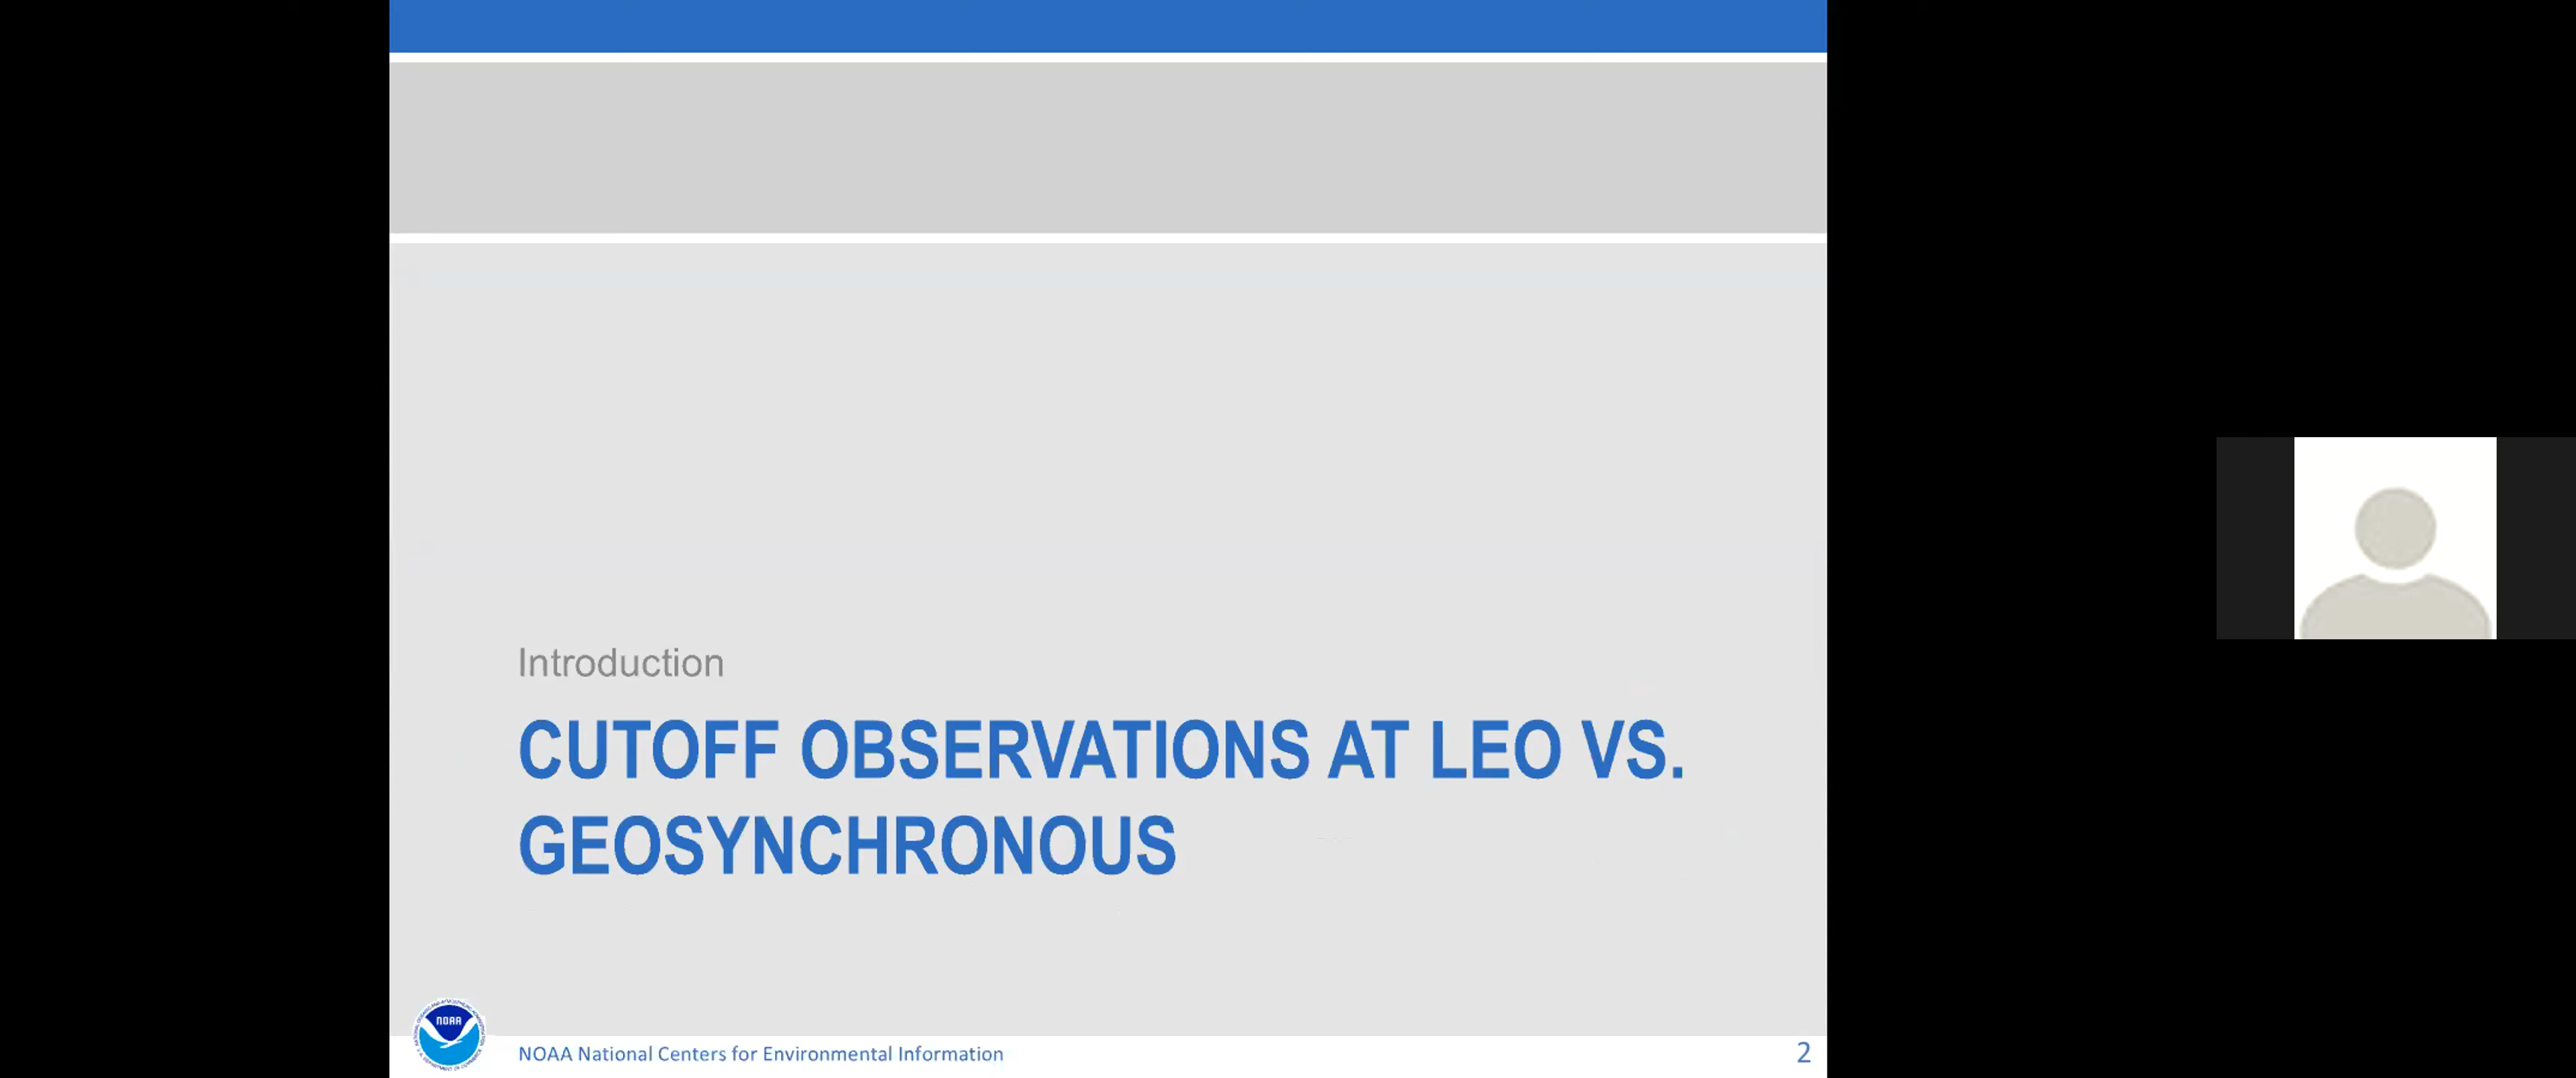 Introduction
CUTOFF OBSERVATIONS AT LEO VS.
GEOSYNCHRONOUS
NOAA
NOAA National Centers for Environmental Information
2